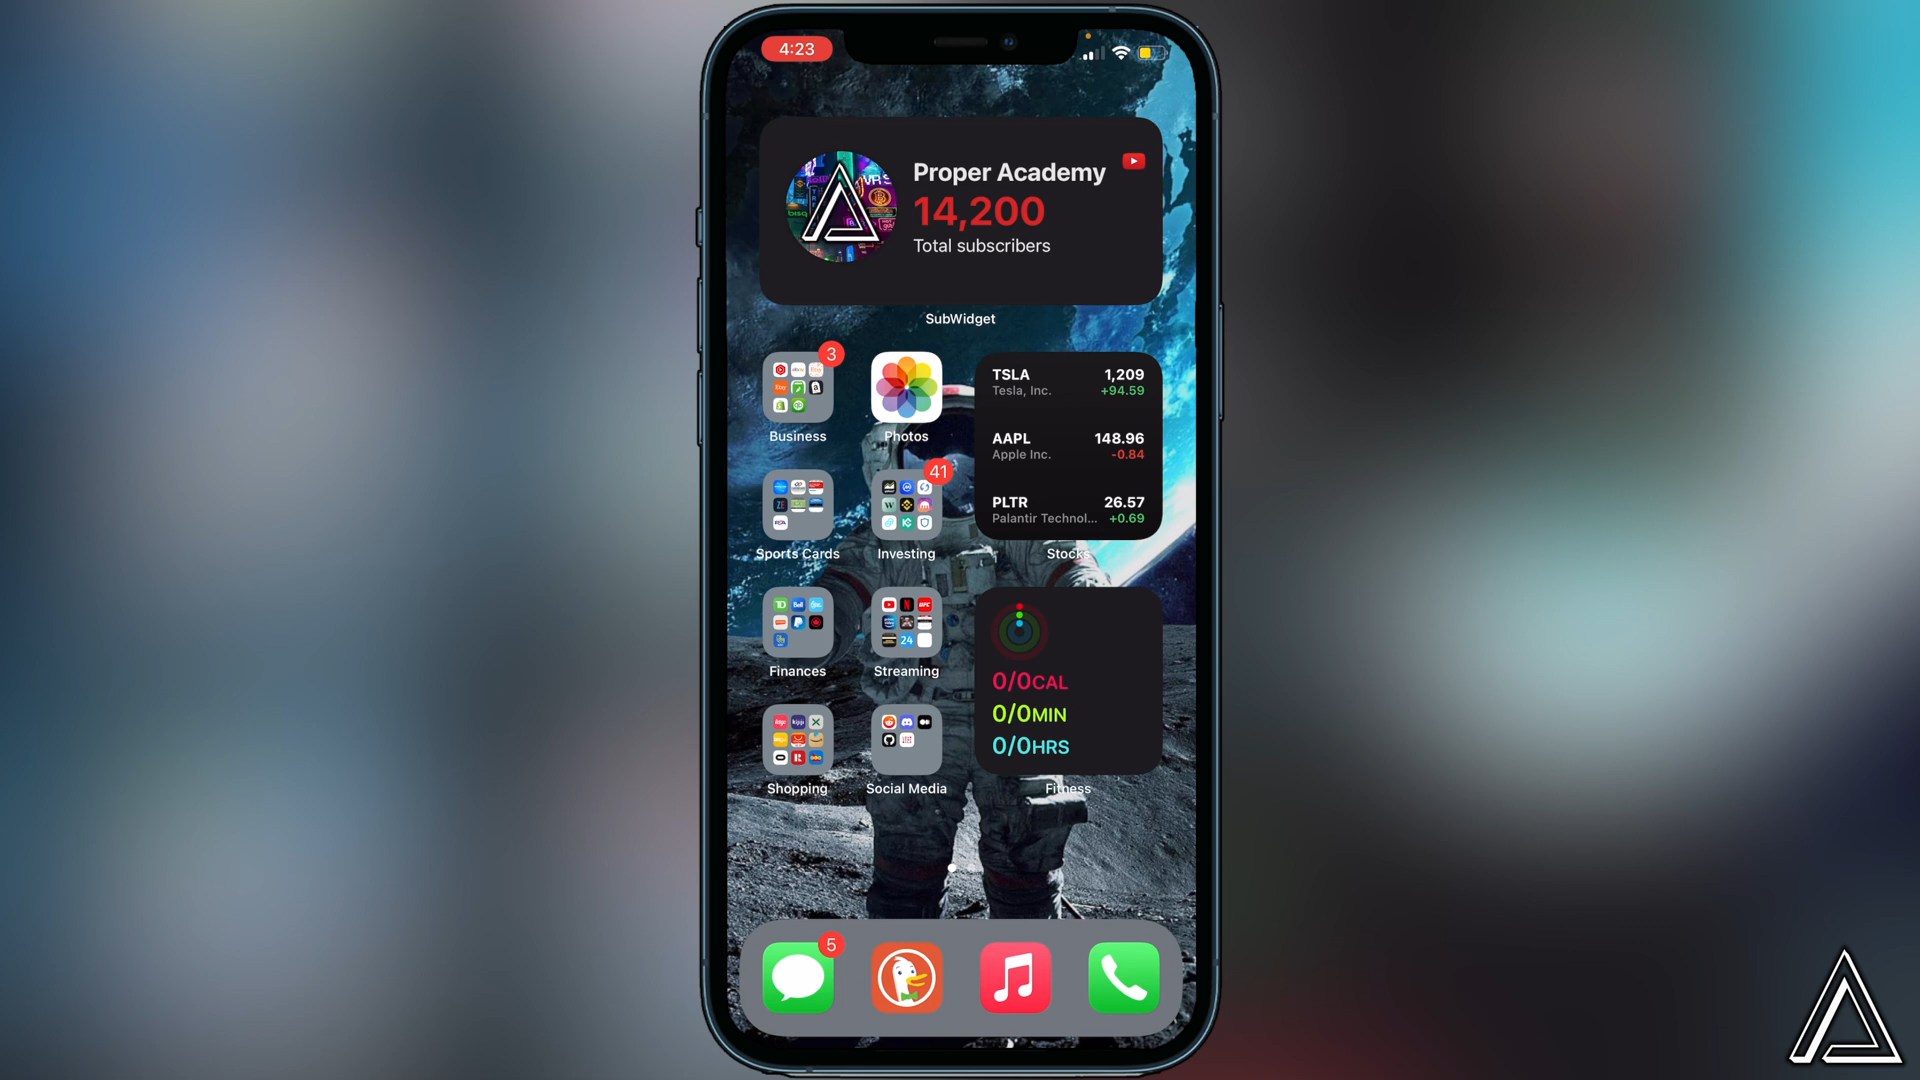 4:23
Proper Academy
14,200
Total subscribers
SubWidget
3
Business
Photos
TSLA 1,209
Tesla, Inc. +94.59
AAPL 148.96
Apple Inc. -0.84
PLTR 26.57
Palantir Technol... +0.69
Stocks
41
Sports Cards
Investing
Finances
Streaming
24
0/0CAL
0/0MIN
0/0HRS
Fitness
Shopping
Social Media
5